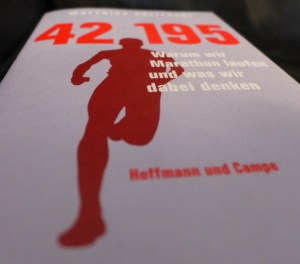 42 195
Warum wir
Marathon laufen
und was wir
dabei denken
Hoffmann und Campe